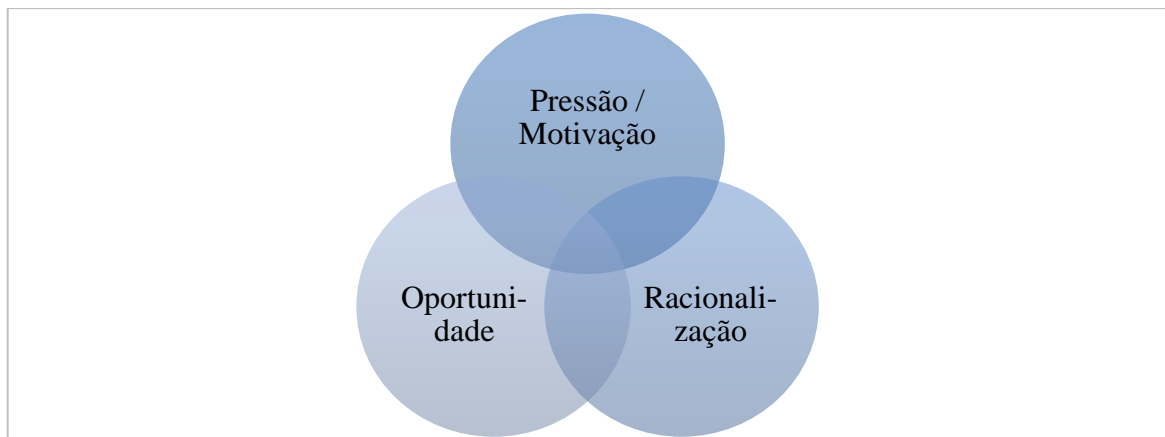 Pressão /
Motivação
Oportuni-
dade
Racionali-
zação